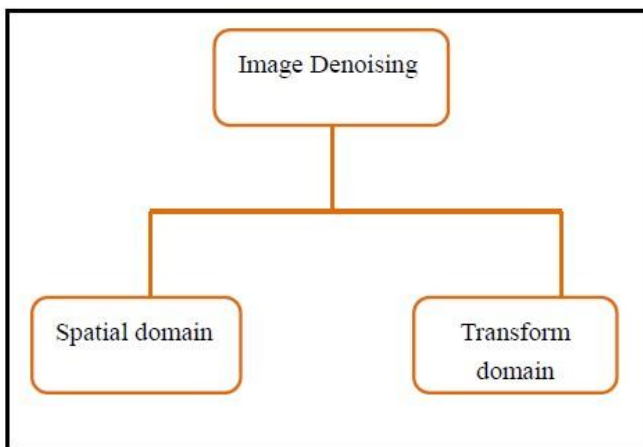 Image Denoising
Spatial domain
Transform
domain